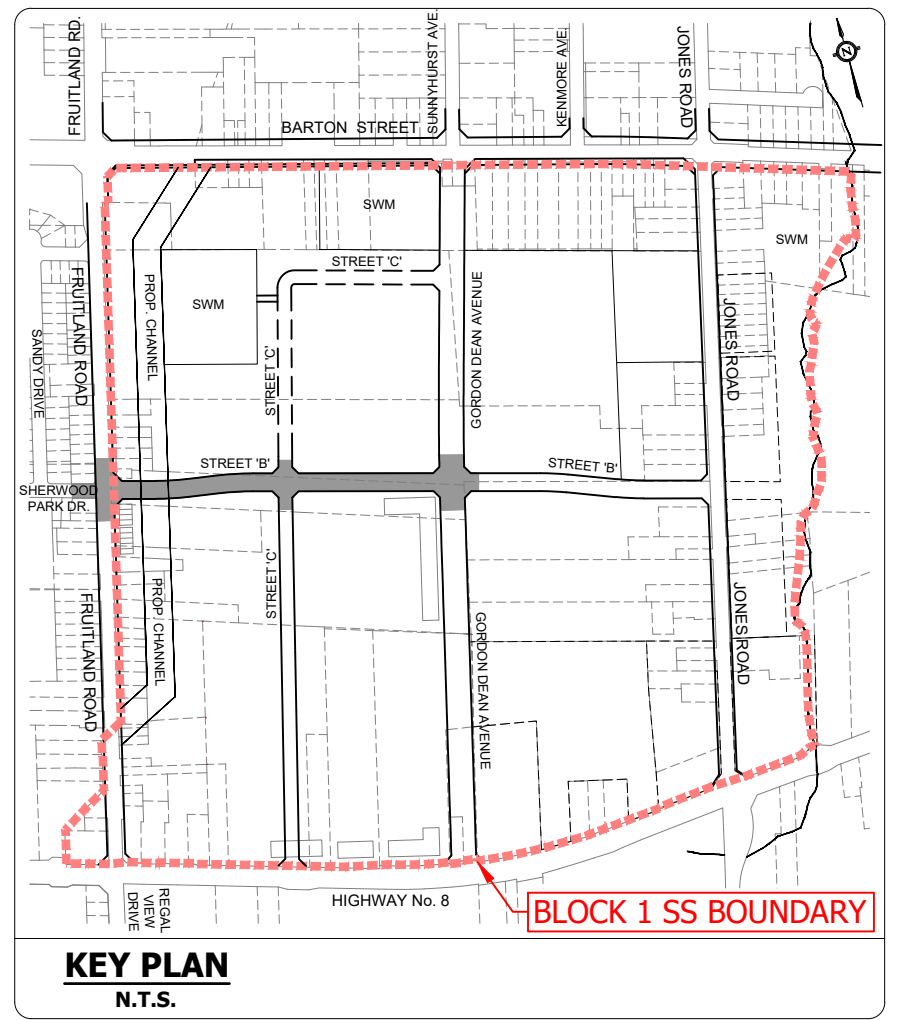 FRUITLAND RD.
SUNNYHURST AVE.
KENMORE AVE.
JONES ROAD
Z
BARTON STREET
SWM
SWM
STREET 'C'
FRUITLAND ROAD
PROP. CHANNEL
SWM
GORDON DEAN AVENUE
JONES ROAD
SANDY DRIVE
STREET 'C'
STREET 'B'
STREET 'B'
SHERWOOD
PARK DR.
STREET 'C'
PROP. CHANNEL
FRUITLAND ROAD
GORDON DEAN AVENUE
JONES ROAD
REGAL
VIEW
DRIVE
HIGHWAY No. 8
BLOCK 1 SS BOUNDARY
KEY PLAN
N.T.S.